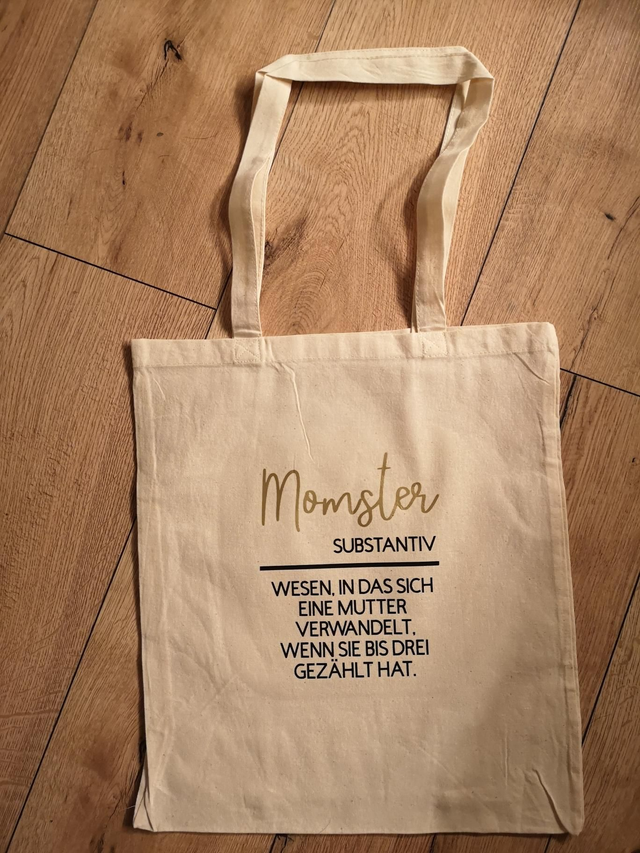 Momster
SUBSTANTIV
WESEN, IN DAS SICH
EINE MUTTER
VERWANDELT,
WENN SIE BIS DREI
GEZÄHLT HAT.